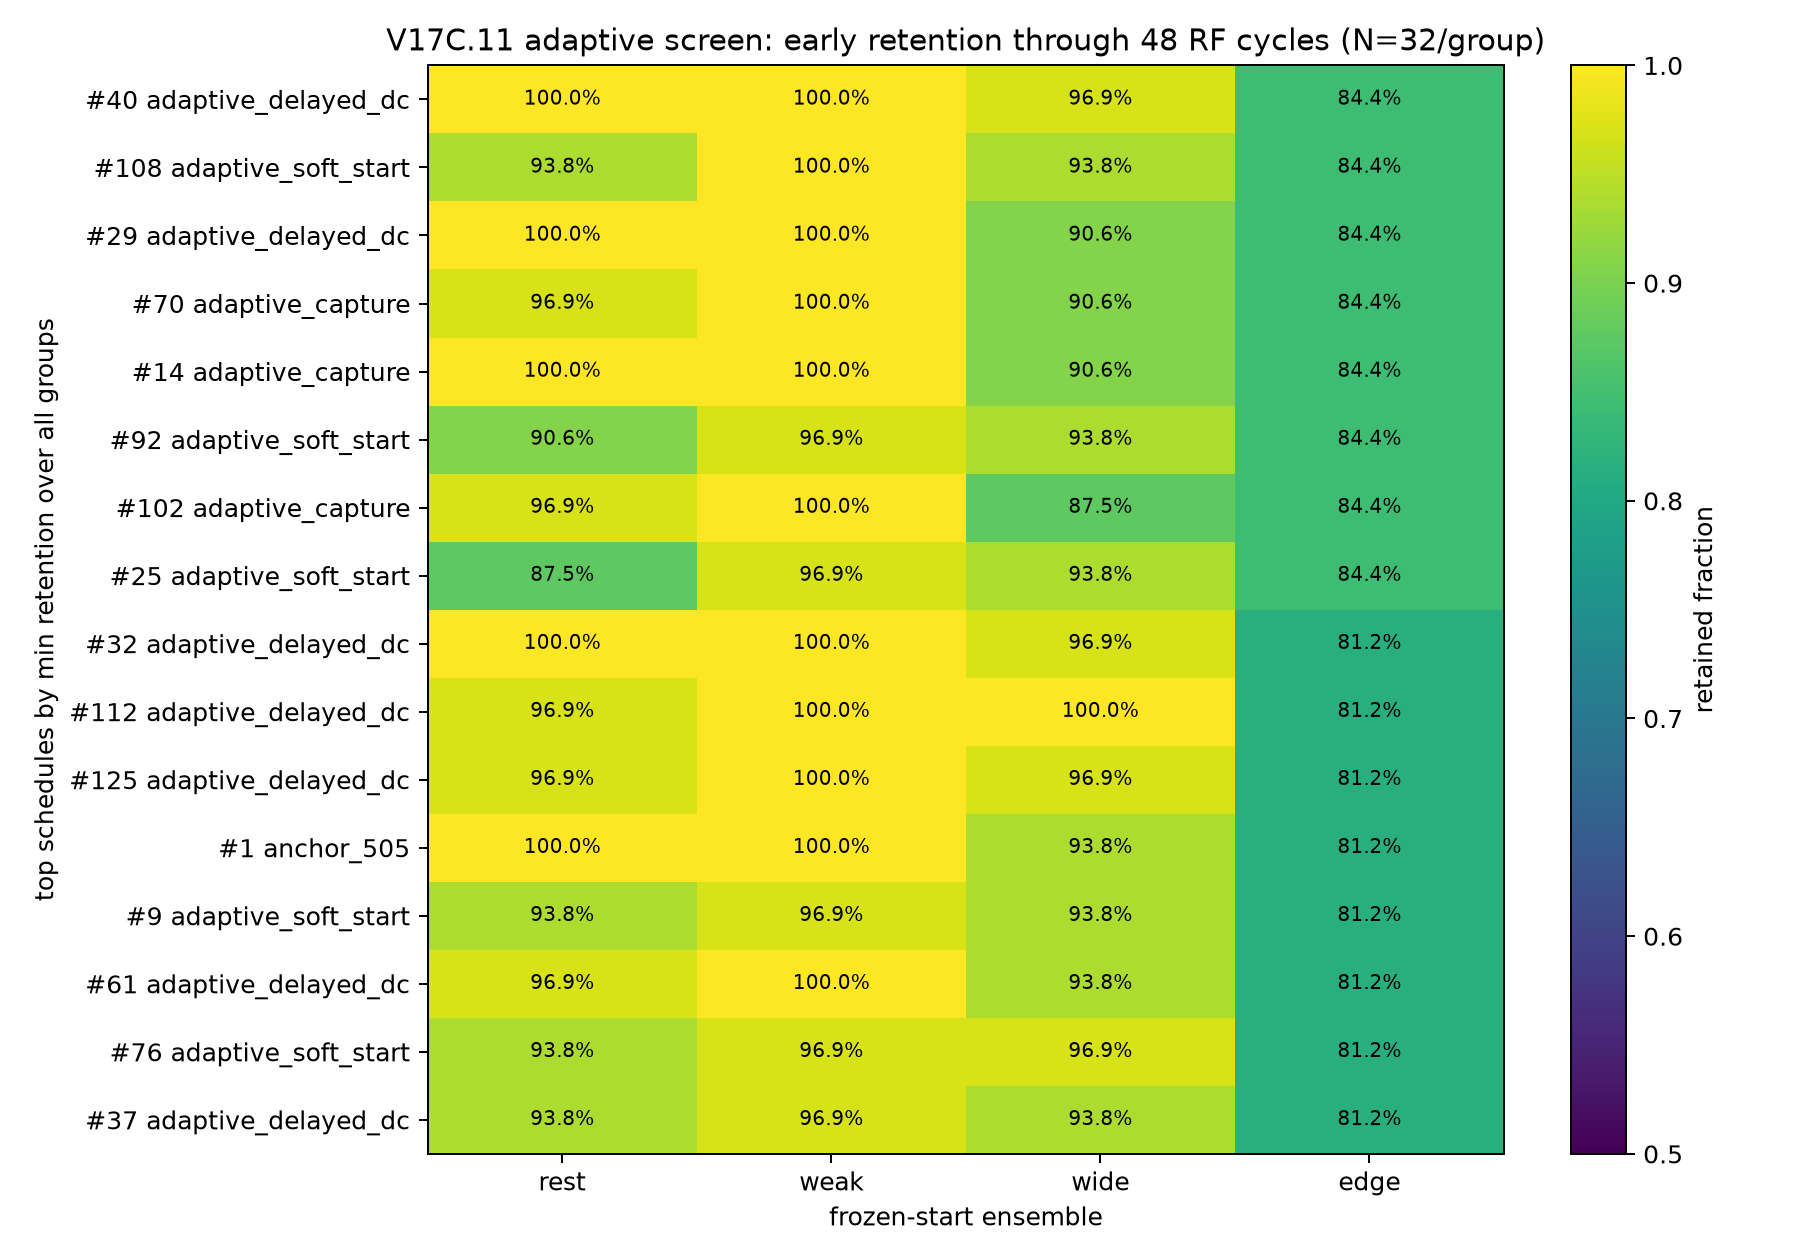 V17C.11 adaptive screen: early retention through 48 RF cycles (N=32/group)
top schedules by min retention over all groups
#40 adaptive_delayed_dc 100.0% 100.0% 96.9% 84.4%
#108 adaptive_soft_start 93.8% 100.0% 93.8% 84.4%
#29 adaptive_delayed_dc 100.0% 100.0% 90.6% 84.4%
#70 adaptive_capture 96.9% 100.0% 90.6% 84.4%
#14 adaptive_capture 100.0% 100.0% 90.6% 84.4%
#92 adaptive_soft_start 90.6% 96.9% 93.8% 84.4%
#102 adaptive_capture 96.9% 100.0% 87.5% 84.4%
#25 adaptive_soft_start 87.5% 96.9% 93.8% 84.4%
#32 adaptive_delayed_dc 100.0% 100.0% 96.9% 81.2%
#112 adaptive_delayed_dc 96.9% 100.0% 100.0% 81.2%
#125 adaptive_delayed_dc 96.9% 100.0% 96.9% 81.2%
#1 anchor_505 100.0% 100.0% 93.8% 81.2%
#9 adaptive_soft_start 93.8% 96.9% 93.8% 81.2%
#61 adaptive_delayed_dc 96.9% 100.0% 93.8% 81.2%
#76 adaptive_soft_start 93.8% 96.9% 96.9% 81.2%
#37 adaptive_delayed_dc 93.8% 96.9% 93.8% 81.2%
rest weak wide edge
frozen-start ensemble
1.0
0.9
0.8
0.7
0.6
0.5
retained fraction